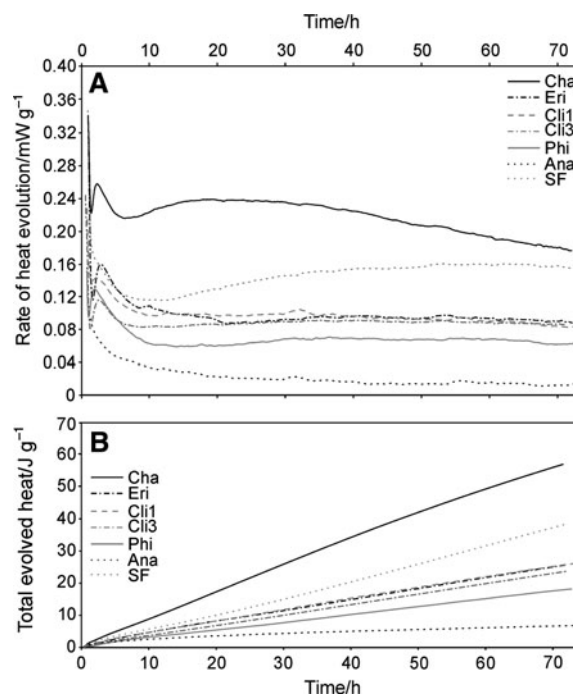 Time/h
0 10 20 30 40 50 60 70
A
0.40
0.36
0.32
0.28
0.24
0.20
0.16
0.12
0.08
0.04
0
Rate of heat evolution/mW g⁻¹
Cha
Eri
Cli1
Cli3
Phi
Ana
SF
B
70
60
50
40
30
20
10
0
Total evolved heat/J g⁻¹
Cha
Eri
Cli1
Cli3
Phi
Ana
SF
0 10 20 30 40 50 60 70
Time/h